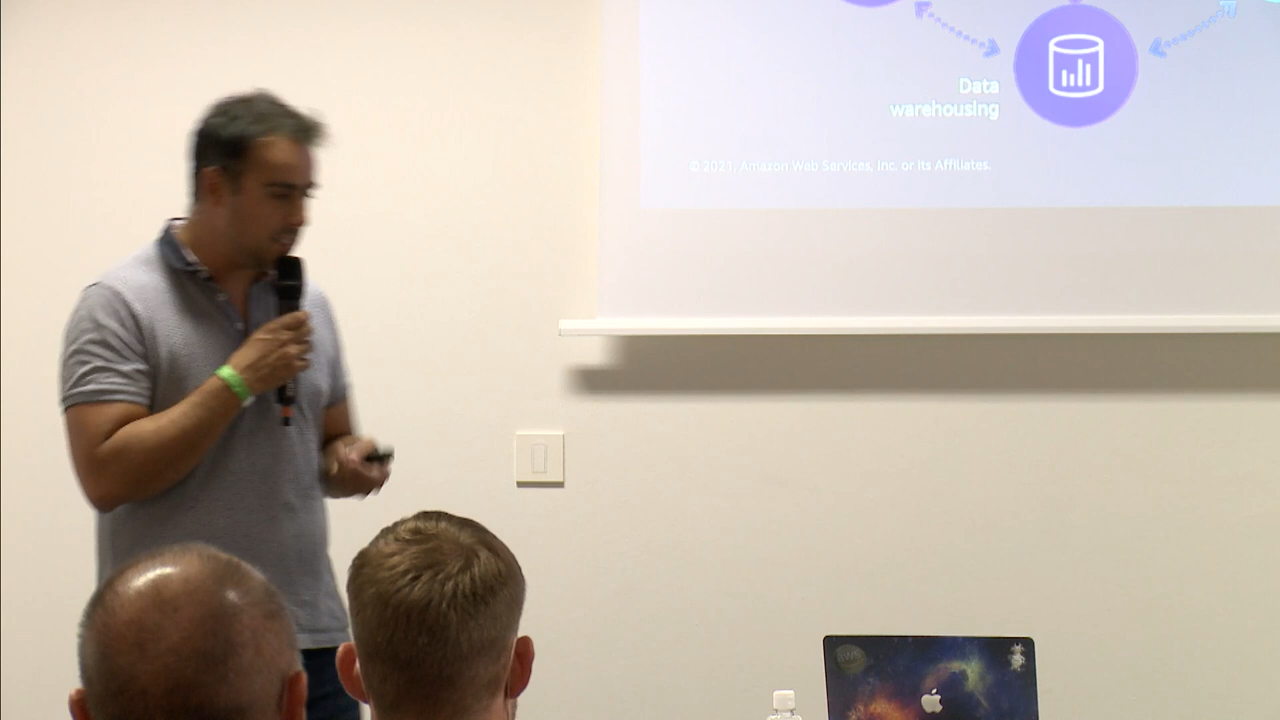 Data
warehousing
© 2021, Amazon Web Services, Inc. or its Affiliates.